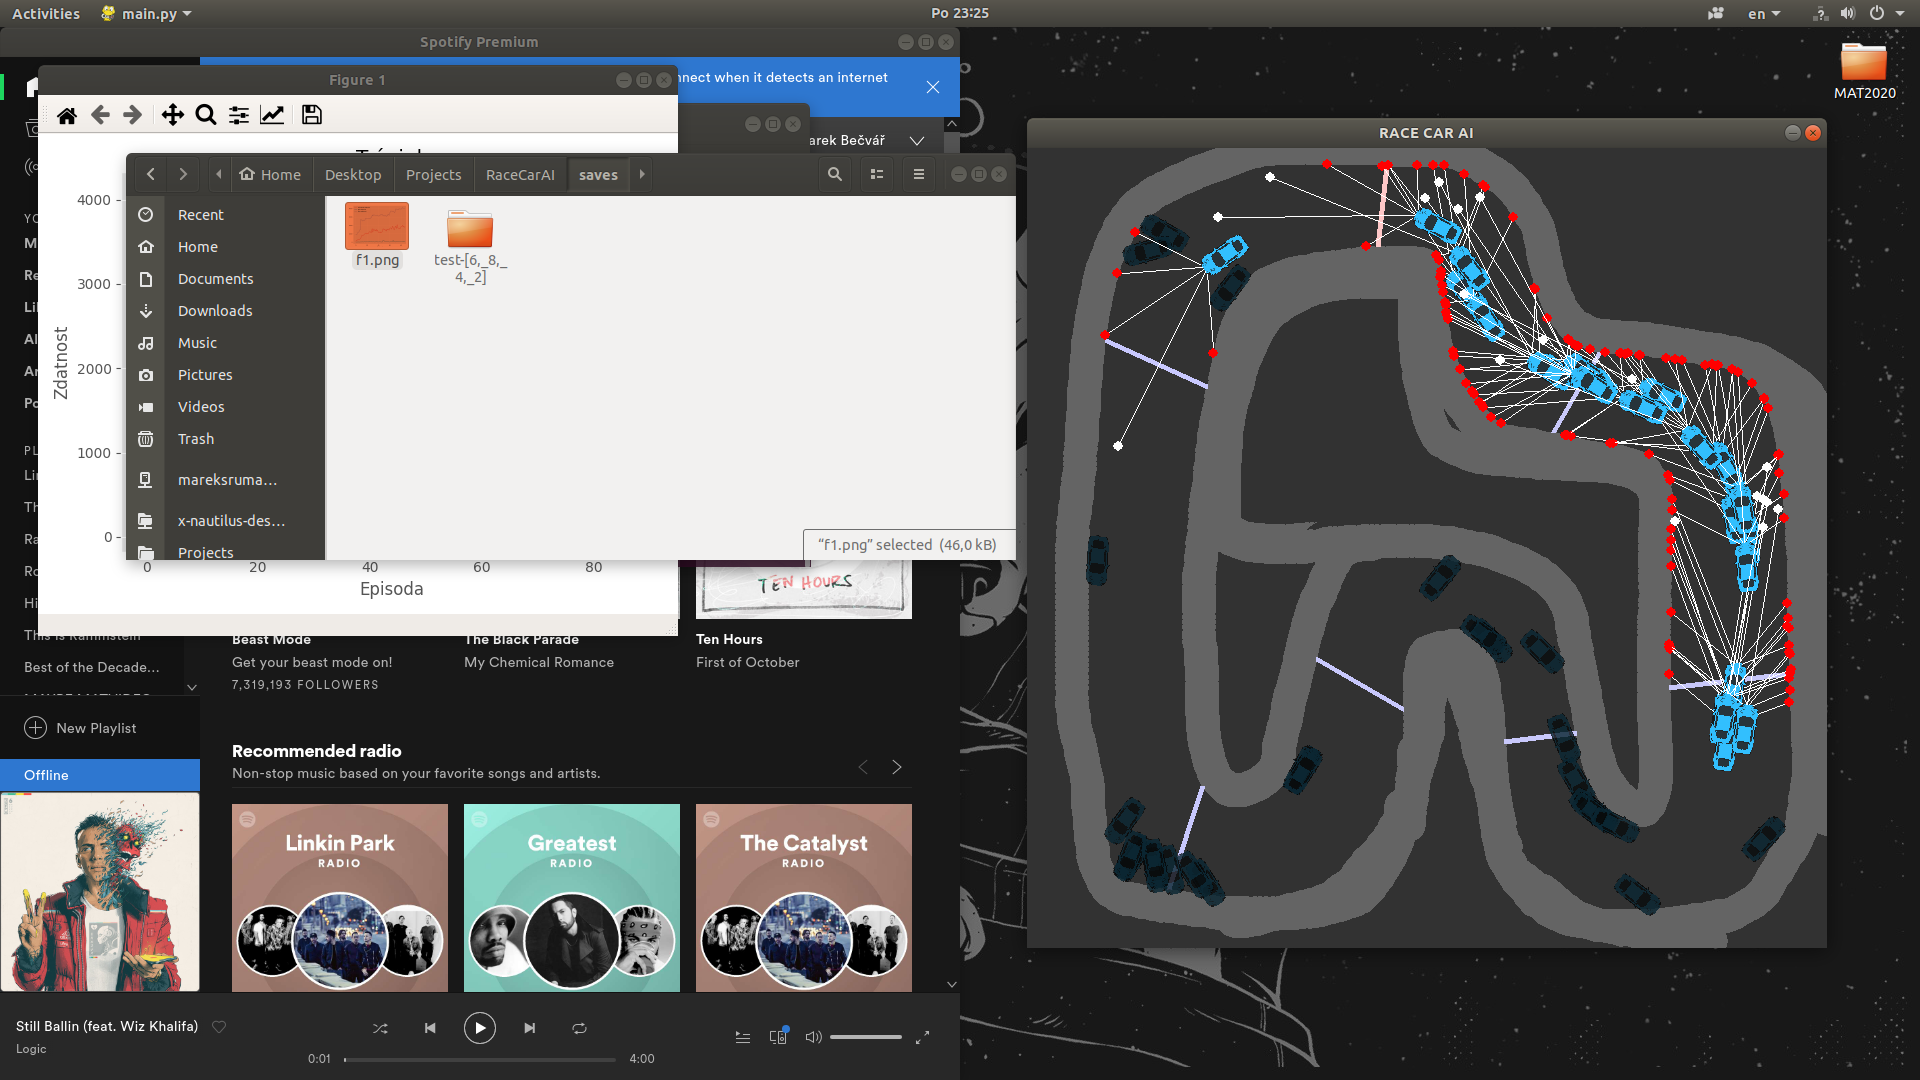 Activities
main.py
Po 23:25
en
Spotify Premium
nnect when it detects an internet
arek Bečvář
Figure 1
4000
3000
2000
1000
0
Zdatnost
0
20
40
60
80
Episoda
Home
Desktop
Projects
RaceCarAI
saves
Recent
Home
Documents
Downloads
Music
Pictures
Videos
Trash
mareksruma...
x-nautilus-des...
Projects
f1.png
test-[6,_8,_
4,_2]
"f1.png" selected (46,0 kB)
MAT2020
RACE CAR AI
This Is Rammstein
Best of the Decade...
New Playlist
Offline
TEN HOURS
Beast Mode
Get your beast mode on!
7,319,193 FOLLOWERS
The Black Parade
My Chemical Romance
Ten Hours
First of October
Recommended radio
Non-stop music based on your favorite songs and artists.
Linkin Park
RADIO
Greatest
RADIO
The Catalyst
RADIO
Still Ballin (feat. Wiz Khalifa)
Logic
0:01
4:00